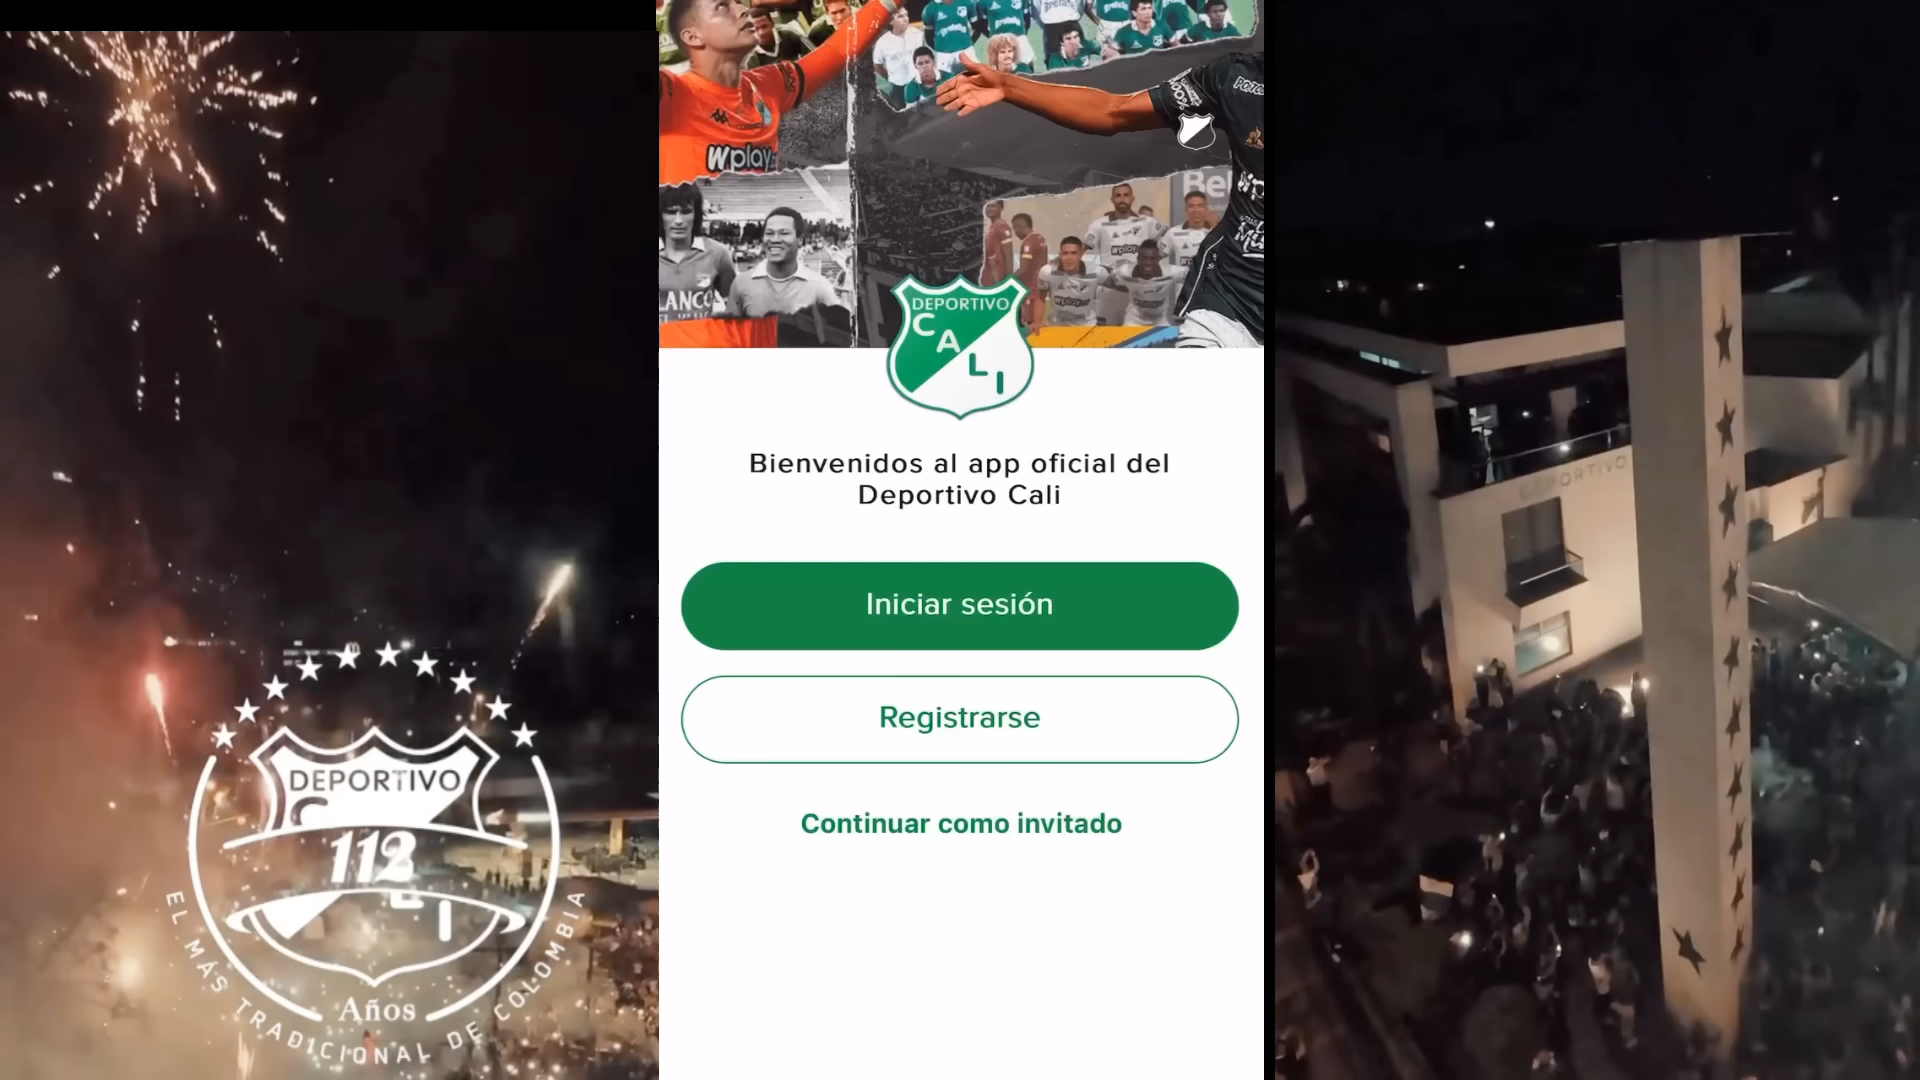 DEPORTIVO
C
112
L I
Años
EL MÁS TRADICIONAL DE COLOMBIA
Wplay
DEPORTIVO
CALI
Bienvenidos al app oficial del
Deportivo Cali
Iniciar sesión
Registrarse
Continuar como invitado
DEPORTIVO